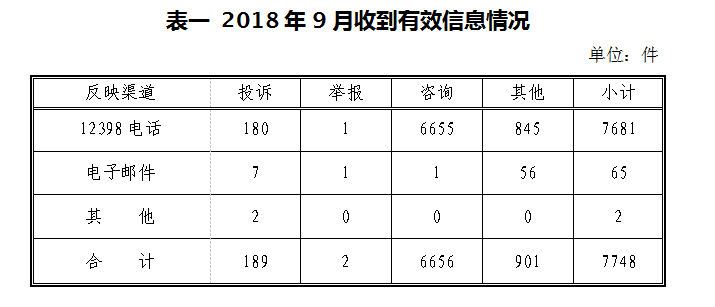 表一 2018 年 9 月收到有效信息情况
单位：件
反映渠道 投诉 举报 咨询 其他 小计
12398 电话 180 1 6655 845 7681
电子邮件 7 1 1 56 65
其 他 2 0 0 0 2
合 计 189 2 6656 901 7748